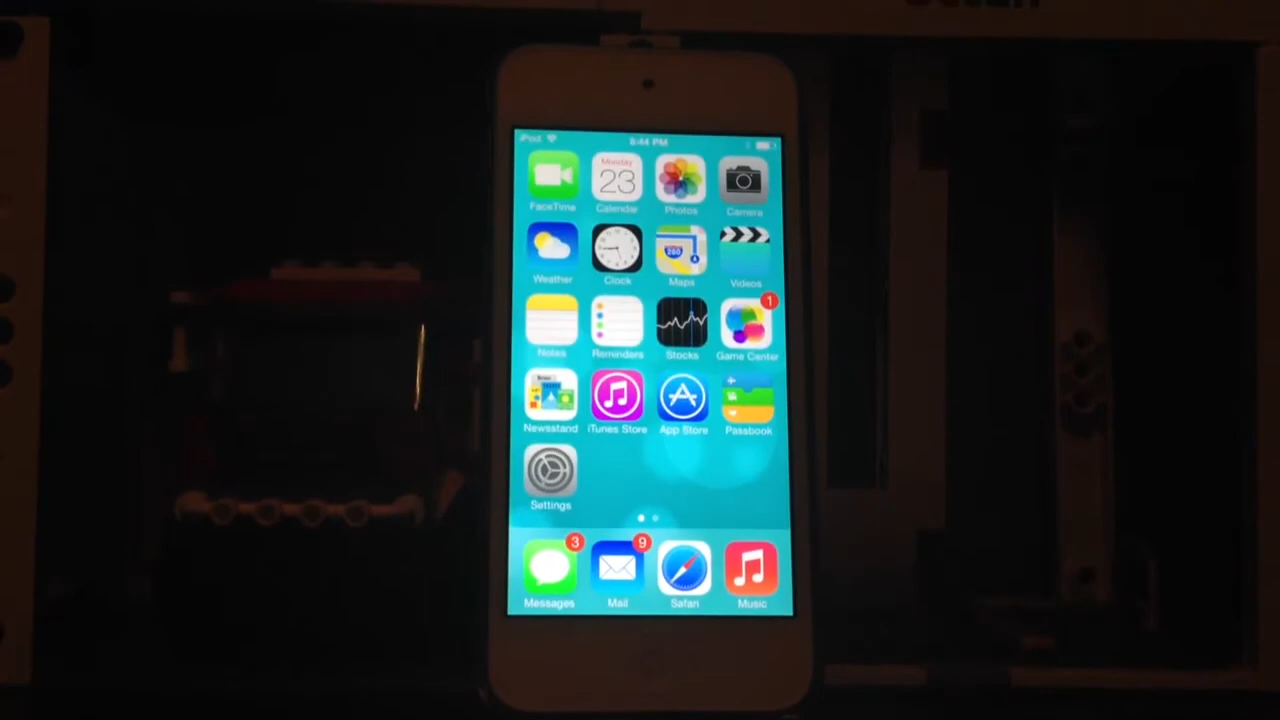 iPod 8:44 PM
FaceTime Calendar Photos Camera
Monday
23
Weather Clock Maps Videos
280
1
Notes Reminders Stocks Game Center
Newsstand iTunes Store App Store Passbook
Settings
3 9
Messages Mail Safari Music